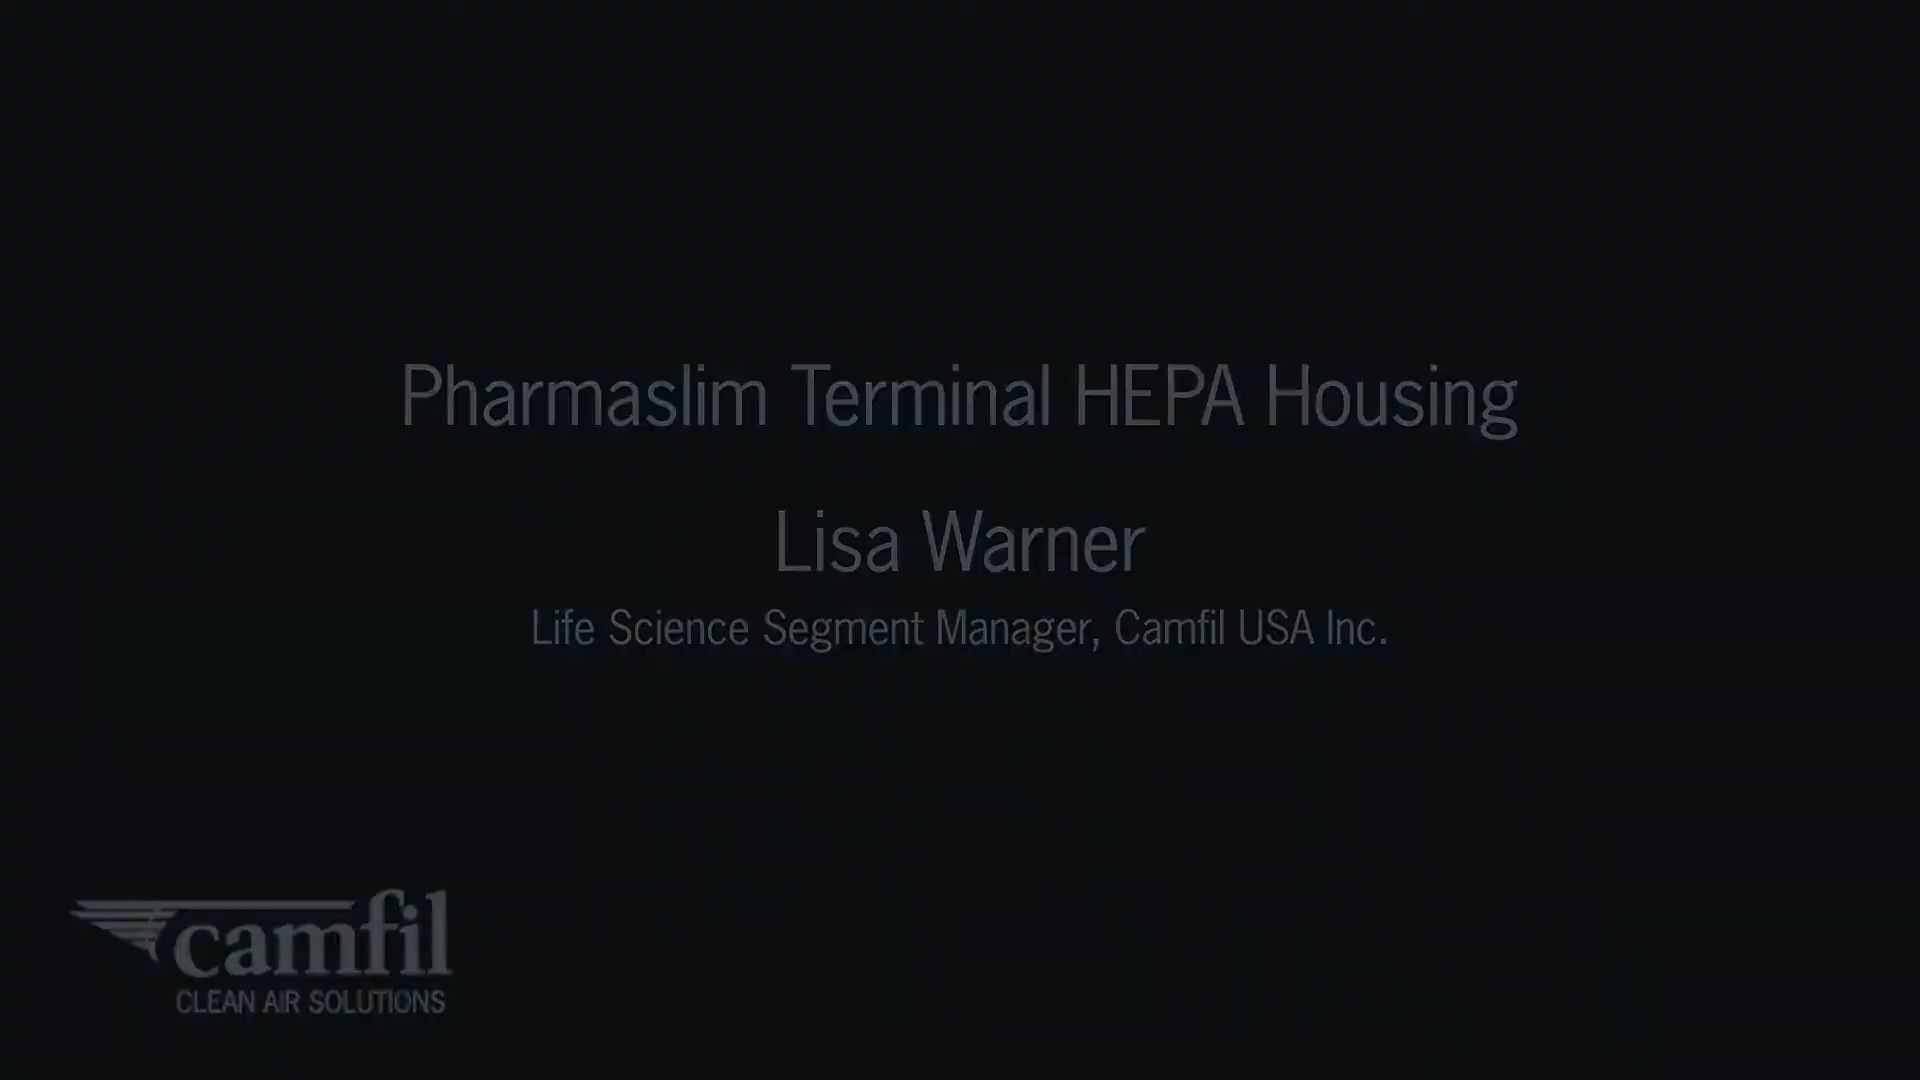 Pharmaslim Terminal HEPA Housing
Lisa Warner
Life Science Segment Manager, Camfil USA Inc.
camfil
CLEAN AIR SOLUTIONS